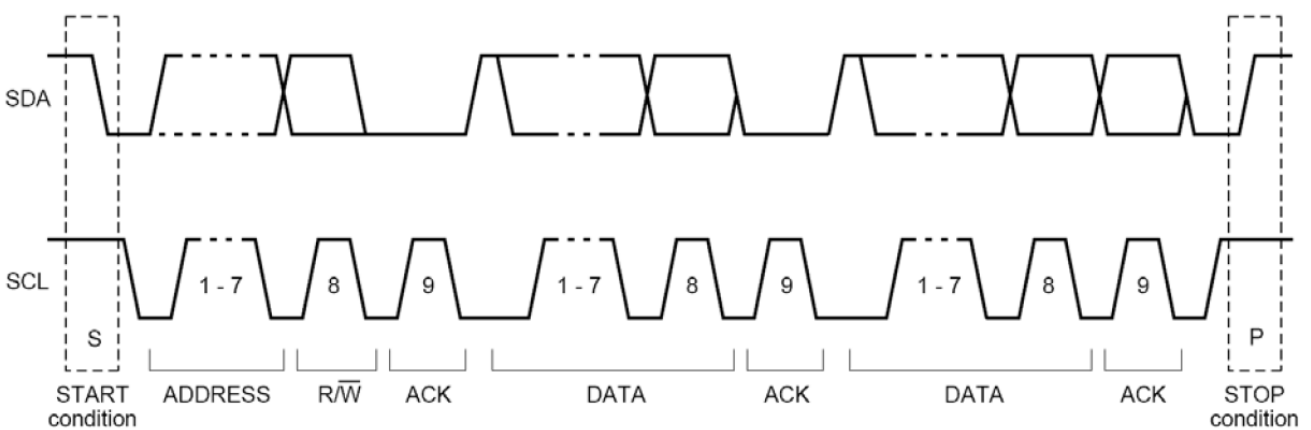 SDA
SCL
1 - 7 8 9 1 - 7 8 9 1 - 7 8 9
S P
START condition ADDRESS R/W̅ ACK DATA ACK DATA ACK STOP condition